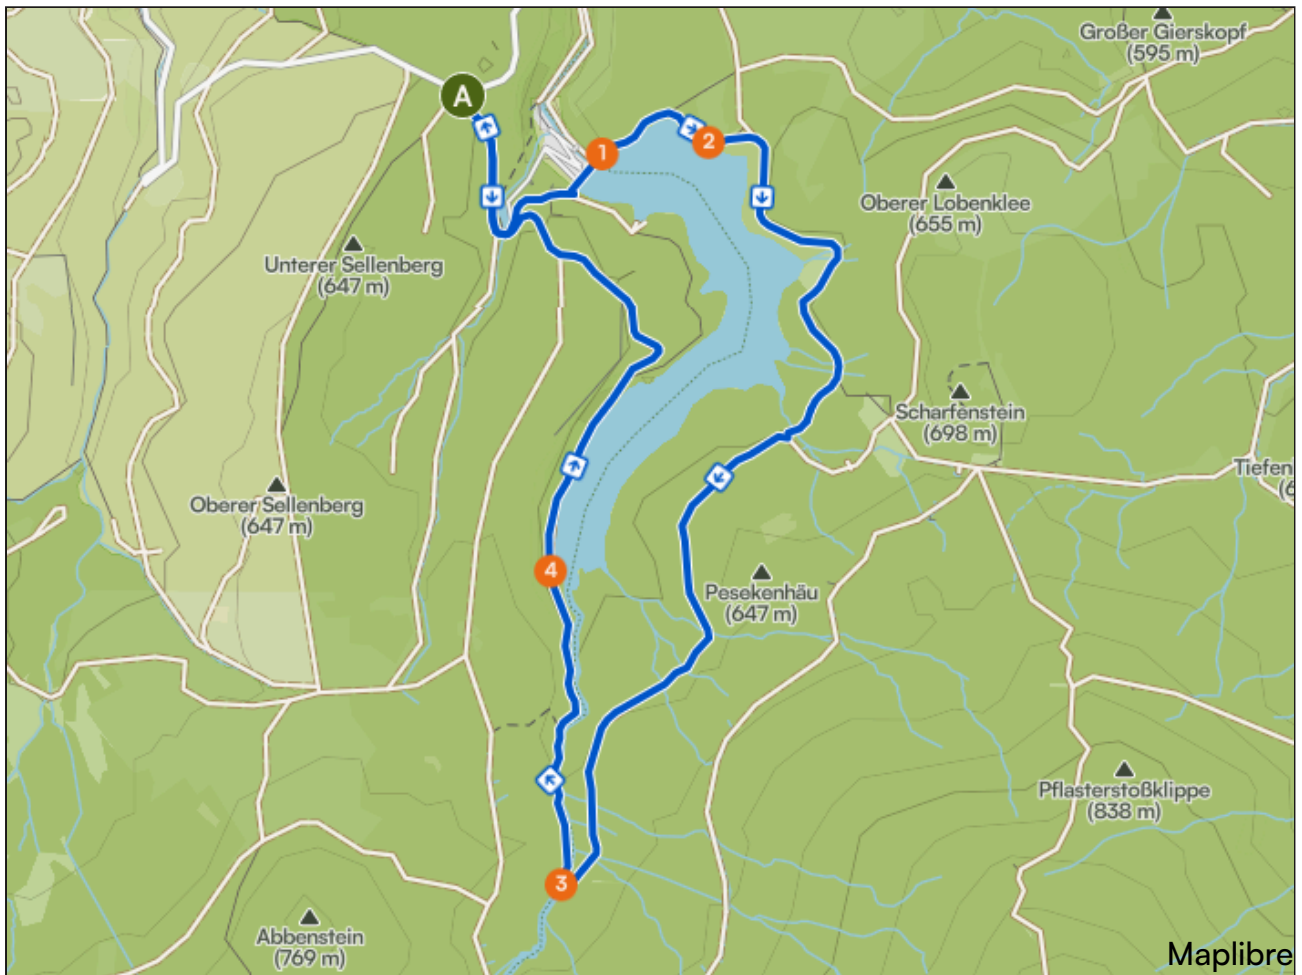 Großer Gierskopf
(595 m)
A
1
2
Oberer Lobenklee
(655 m)
Unterer Sellenberg
(647 m)
Scharfenstein
(698 m)
Tiefen
(6
Oberer Sellenberg
(647 m)
4
Pesekenhäu
(647 m)
Pflasterstoßklippe
(838 m)
3
Abbenstein
(769 m)
Maplibre